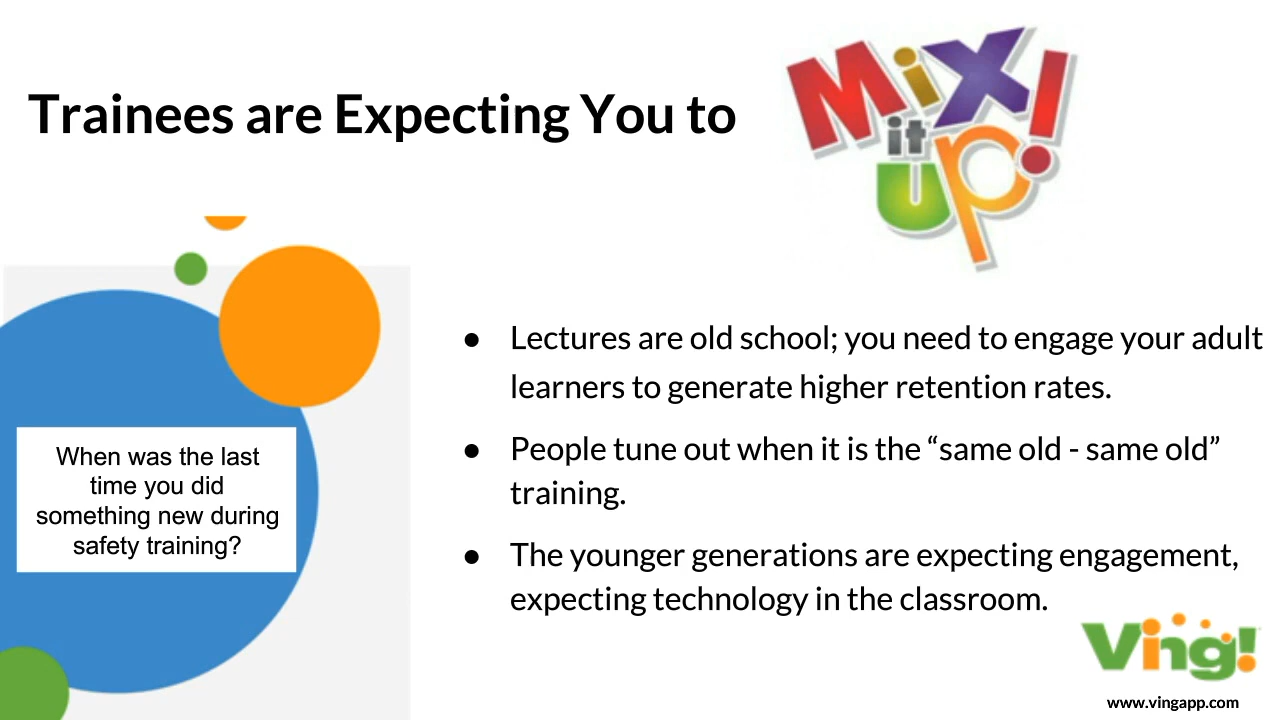 Trainees are Expecting You to
MiX
it
up!
When was the last
time you did
something new during
safety training?
● Lectures are old school; you need to engage your adult
learners to generate higher retention rates.
● People tune out when it is the “same old - same old”
training.
● The younger generations are expecting engagement,
expecting technology in the classroom.
Ving!
www.vingapp.com